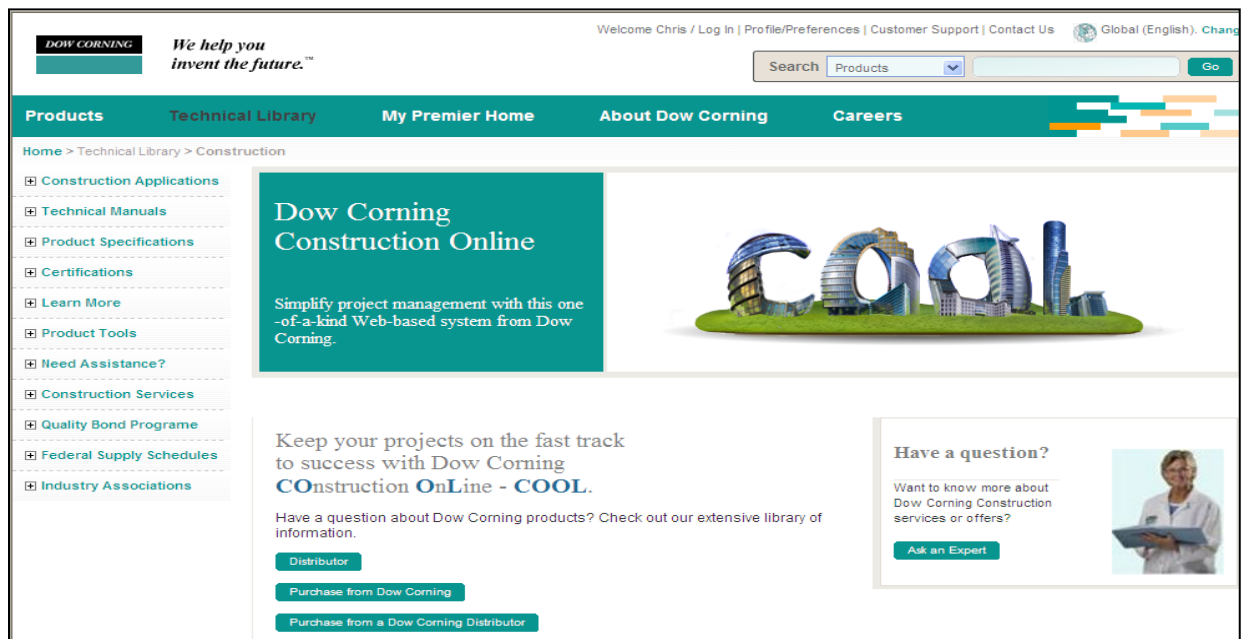 Welcome Chris / Log In | Profile/Preferences | Customer Support | Contact Us Global (English). Chang
DOW CORNING
We help you
invent the future.™
Search Products Go
Products Technical Library My Premier Home About Dow Corning Careers
Home > Technical Library > Construction
Construction Applications
Technical Manuals
Product Specifications
Certifications
Learn More
Product Tools
Need Assistance?
Construction Services
Quality Bond Programe
Federal Supply Schedules
Industry Associations
Dow Corning
Construction Online
Simplify project management with this one
-of-a-kind Web-based system from Dow
Corning.
COOL
Keep your projects on the fast track
to success with Dow Corning
COnstruction OnLine - COOL.
Have a question about Dow Corning products? Check out our extensive library of
information.
Distributor
Purchase from Dow Corning
Purchase from a Dow Corning Distributor
Have a question?
Want to know more about
Dow Corning Construction
services or offers?
Ask an Expert